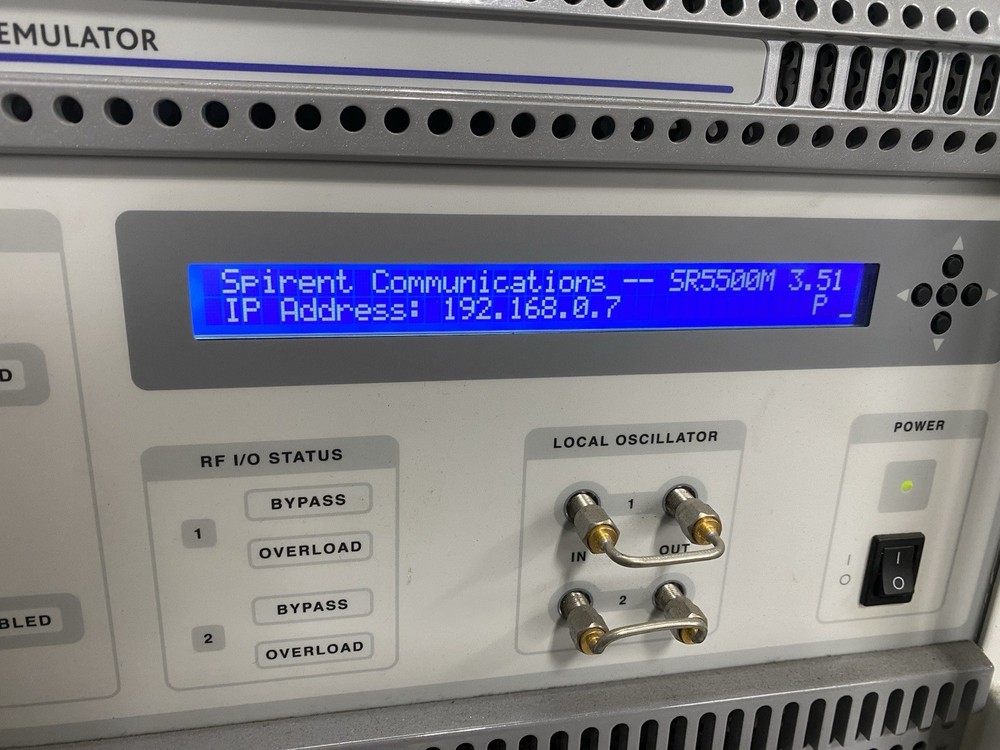 EMULATOR
Spirent Communications -- SR5500M 3.51
IP Address: 192.168.0.7 P _
D
RF I/O STATUS
1
BYPASS
OVERLOAD
2
BYPASS
OVERLOAD
BLED
LOCAL OSCILLATOR
1
IN OUT
2
POWER
I
O
I
O